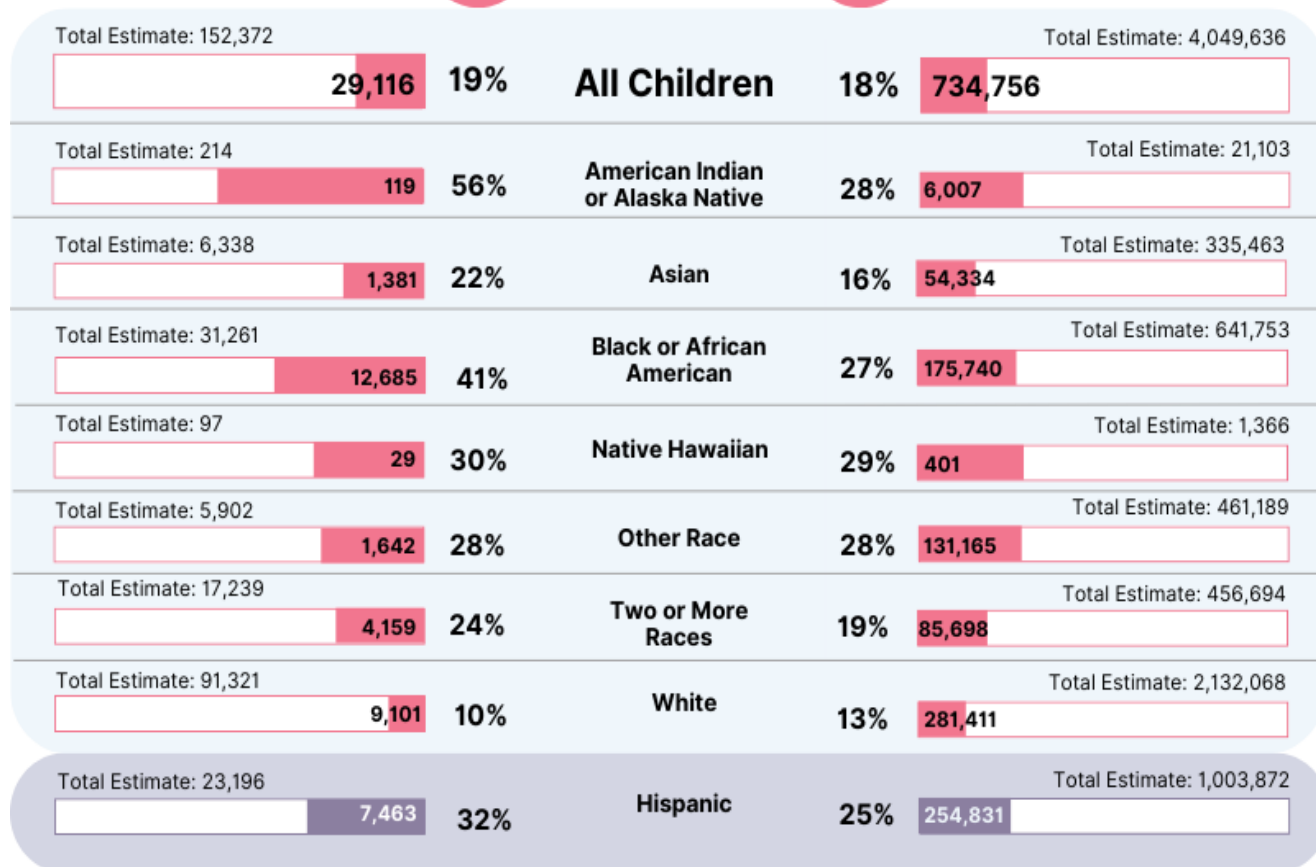 Total Estimate: 152,372
Total Estimate: 4,049,636
29,116 19% All Children 18% 734,756
Total Estimate: 214
Total Estimate: 21,103
American Indian
119 56% 28% 6,007
or Alaska Native
Total Estimate: 6,338
Total Estimate: 335,463
1,381 22% Asian 16% 54,334
Total Estimate: 31,261
Total Estimate: 641,753
Black or African
12,685 41% American 27% 175,740
Total Estimate: 97
Total Estimate: 1,366
29 30% Native Hawaiian 29% 401
Total Estimate: 5,902
Total Estimate: 461,189
1,642 28% Other Race 28% 131,165
Total Estimate: 17,239
Total Estimate: 456,694
Two or More
4,159 24% 19% 85,698
Races
Total Estimate: 91,321
Total Estimate: 2,132,068
9,101 10% White 13% 281,411
Total Estimate: 23,196
Total Estimate: 1,003,872
7,463 32% Hispanic 25% 254,831